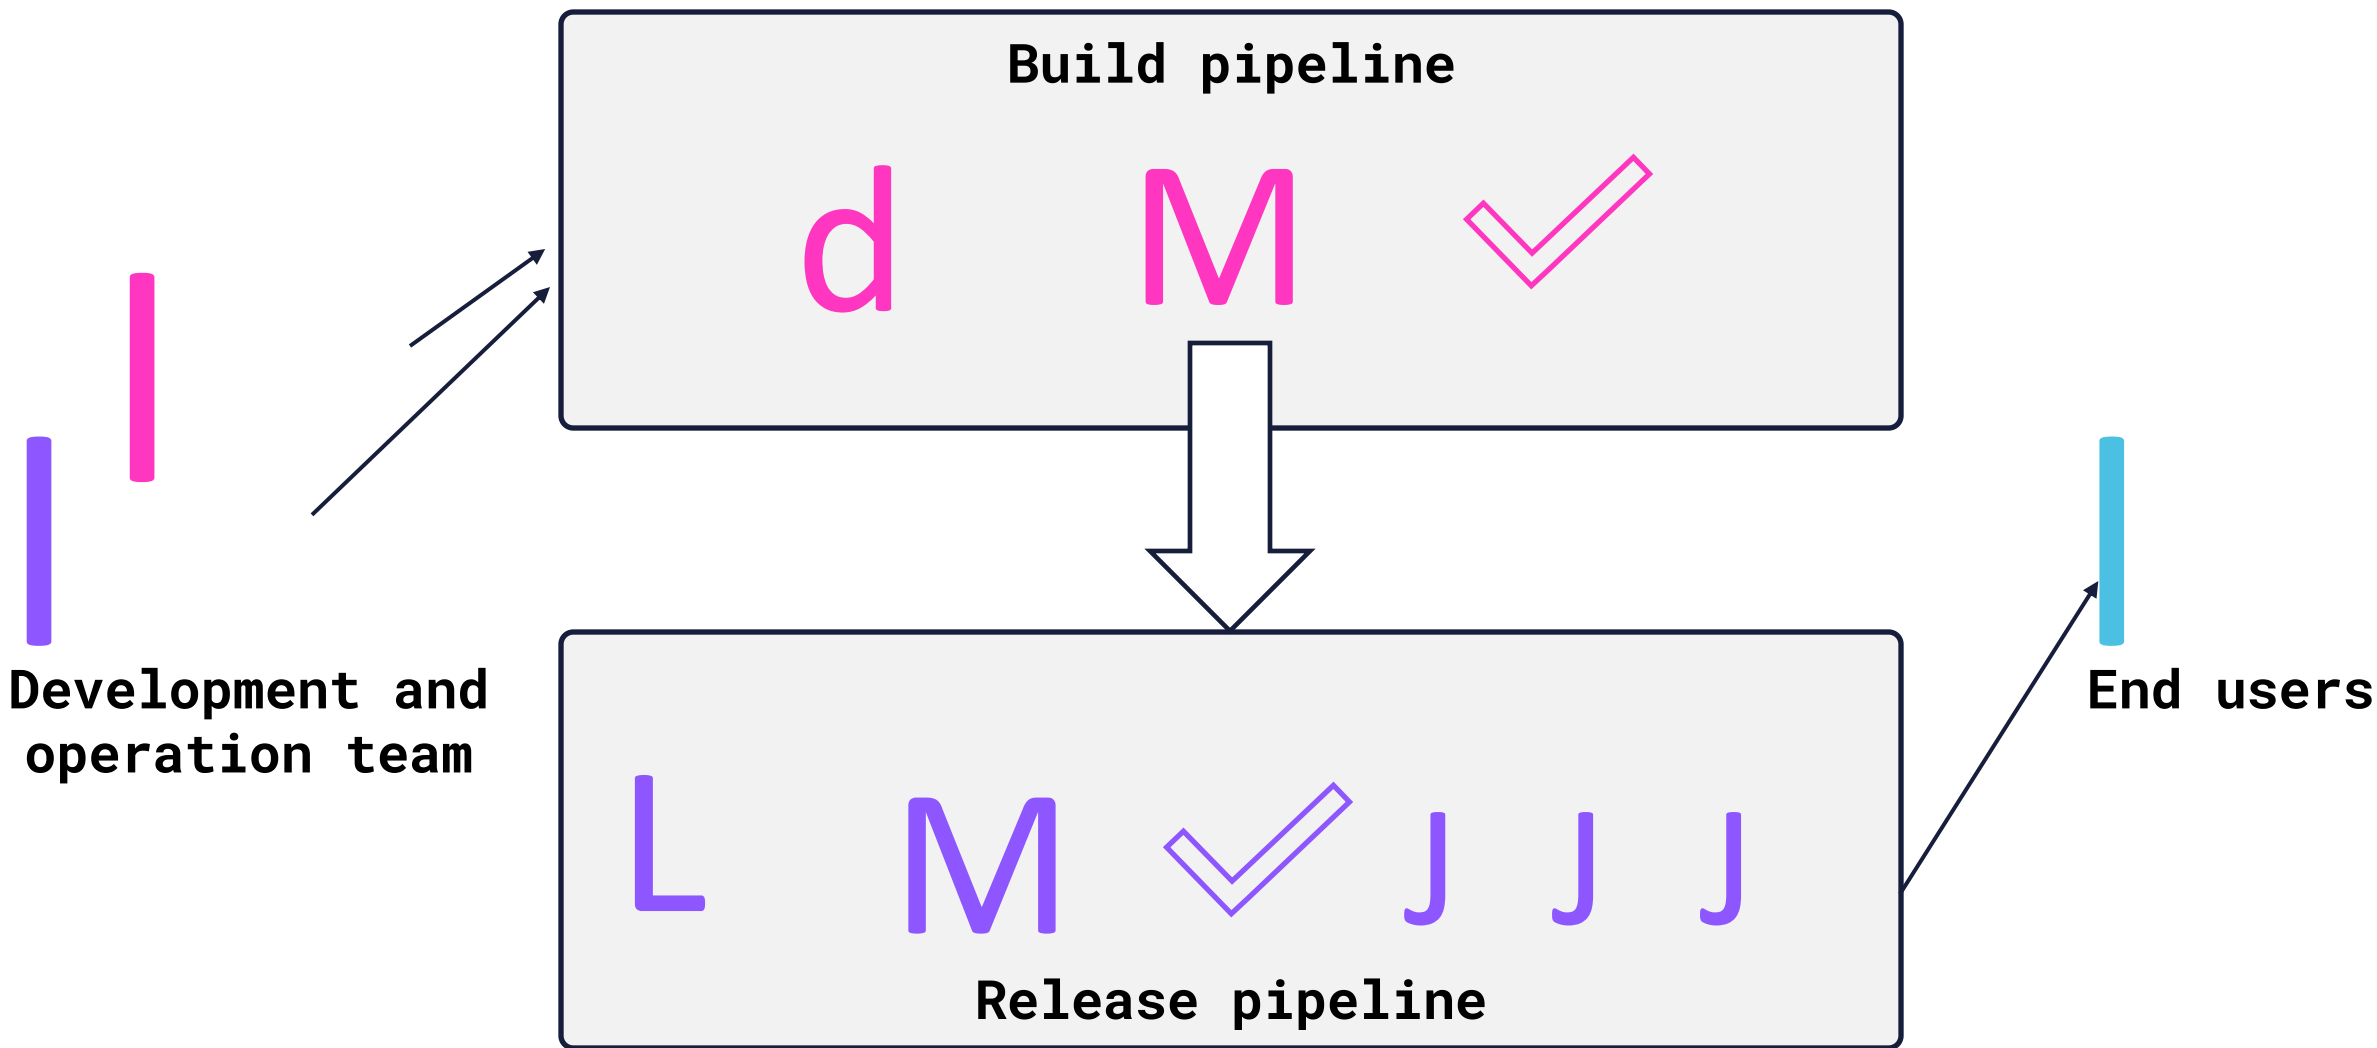 Build pipeline
d M
l
l
l
Development and
operation team
End users
L M J J J
Release pipeline